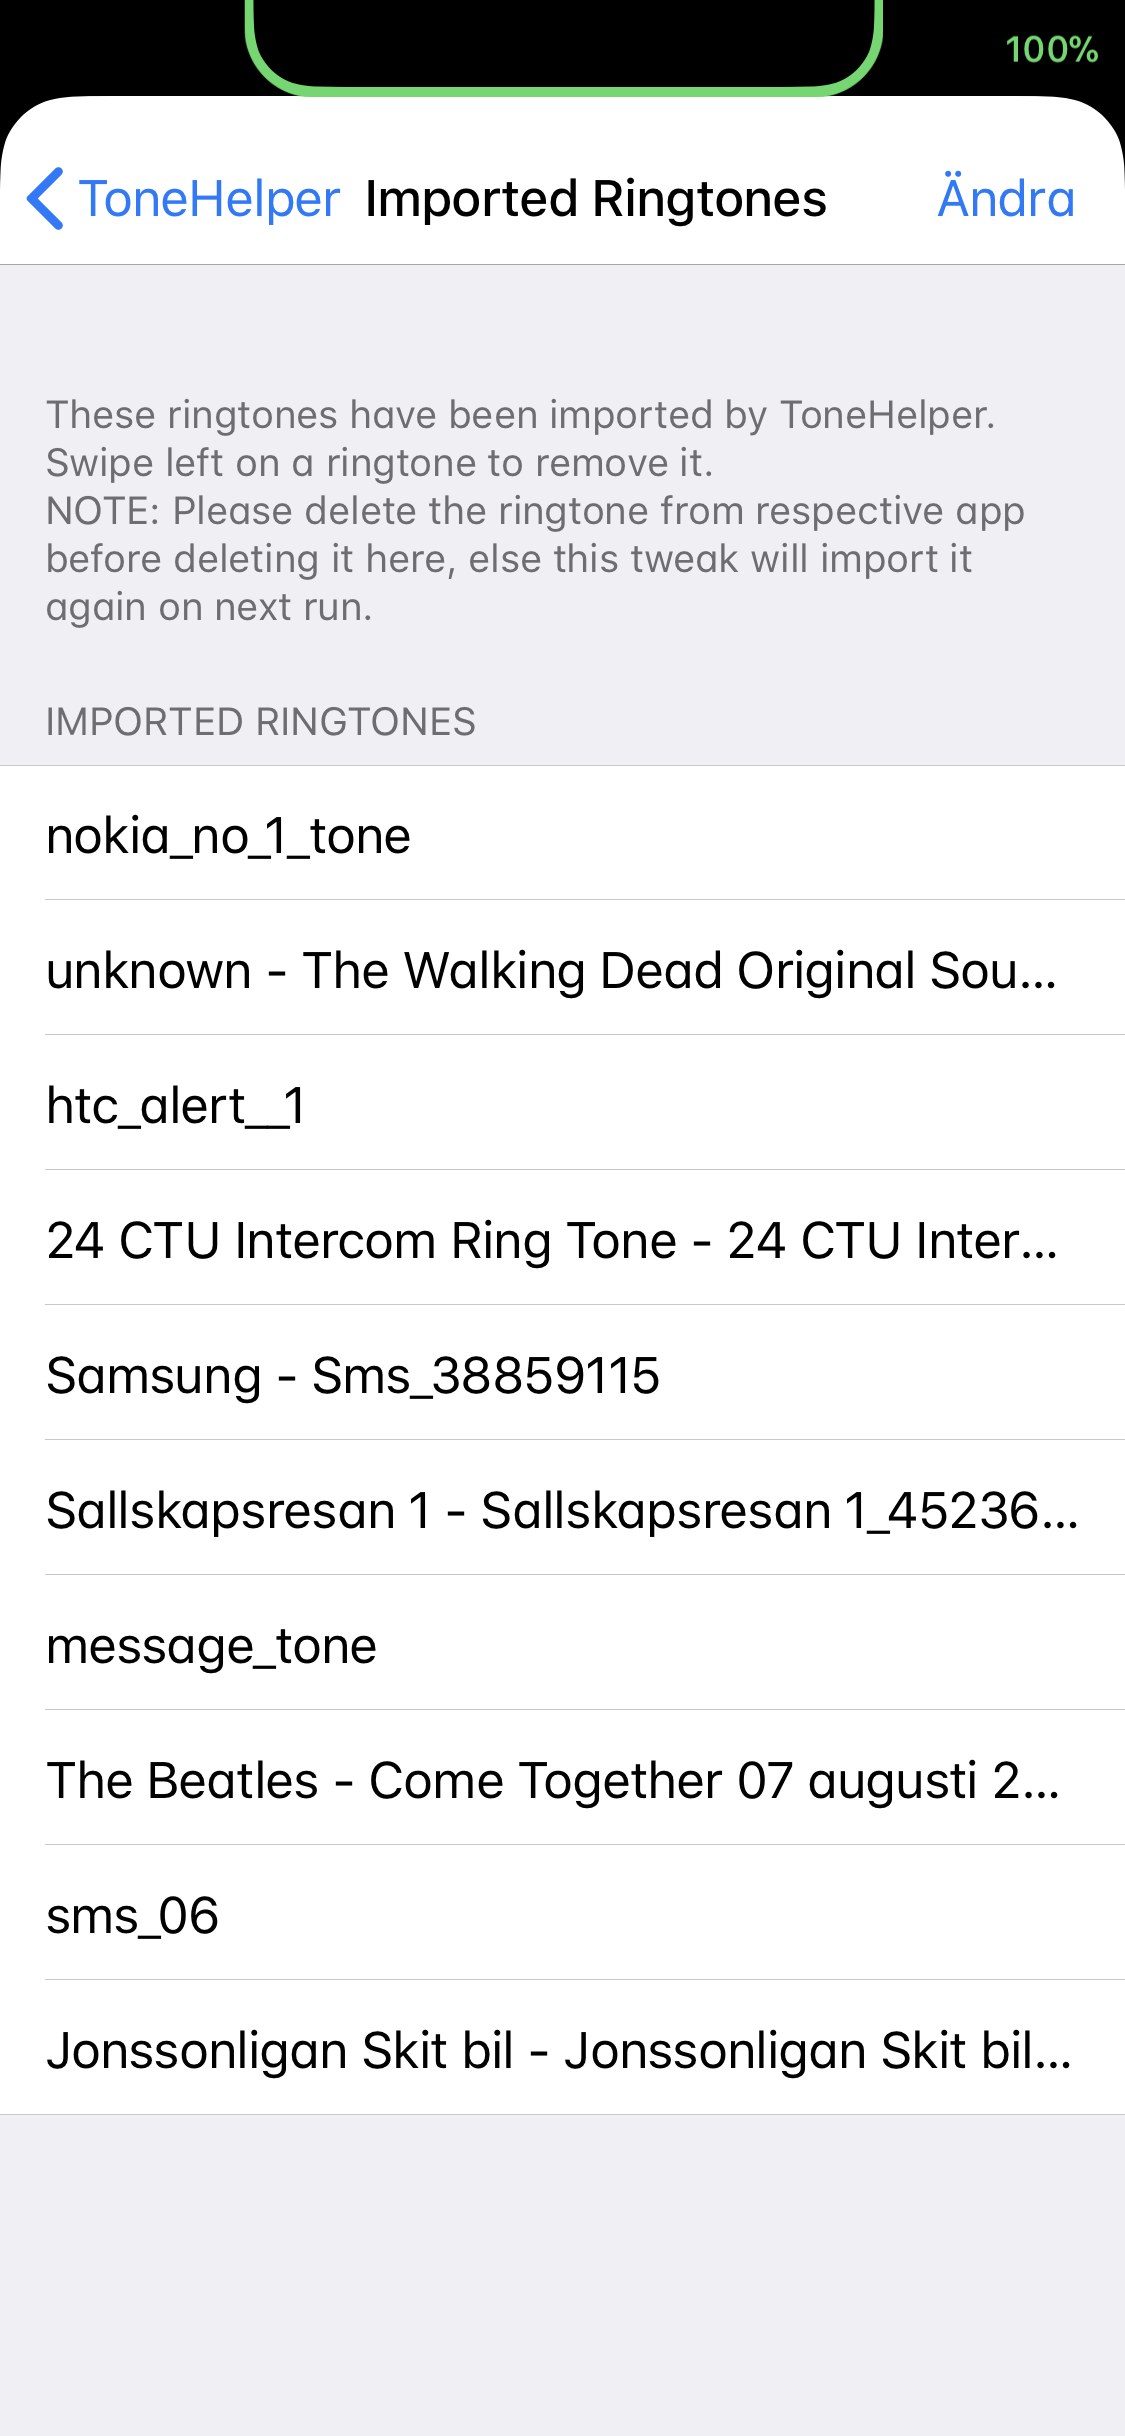 100%
ToneHelper Imported Ringtones Ändra
These ringtones have been imported by ToneHelper.
Swipe left on a ringtone to remove it.
NOTE: Please delete the ringtone from respective app
before deleting it here, else this tweak will import it
again on next run.
IMPORTED RINGTONES
nokia_no_1_tone
unknown - The Walking Dead Original Sou...
htc_alert__1
24 CTU Intercom Ring Tone - 24 CTU Inter...
Samsung - Sms_38859115
Sallskapsresan 1 - Sallskapsresan 1_45236...
message_tone
The Beatles - Come Together 07 augusti 2...
sms_06
Jonssonligan Skit bil - Jonssonligan Skit bil...